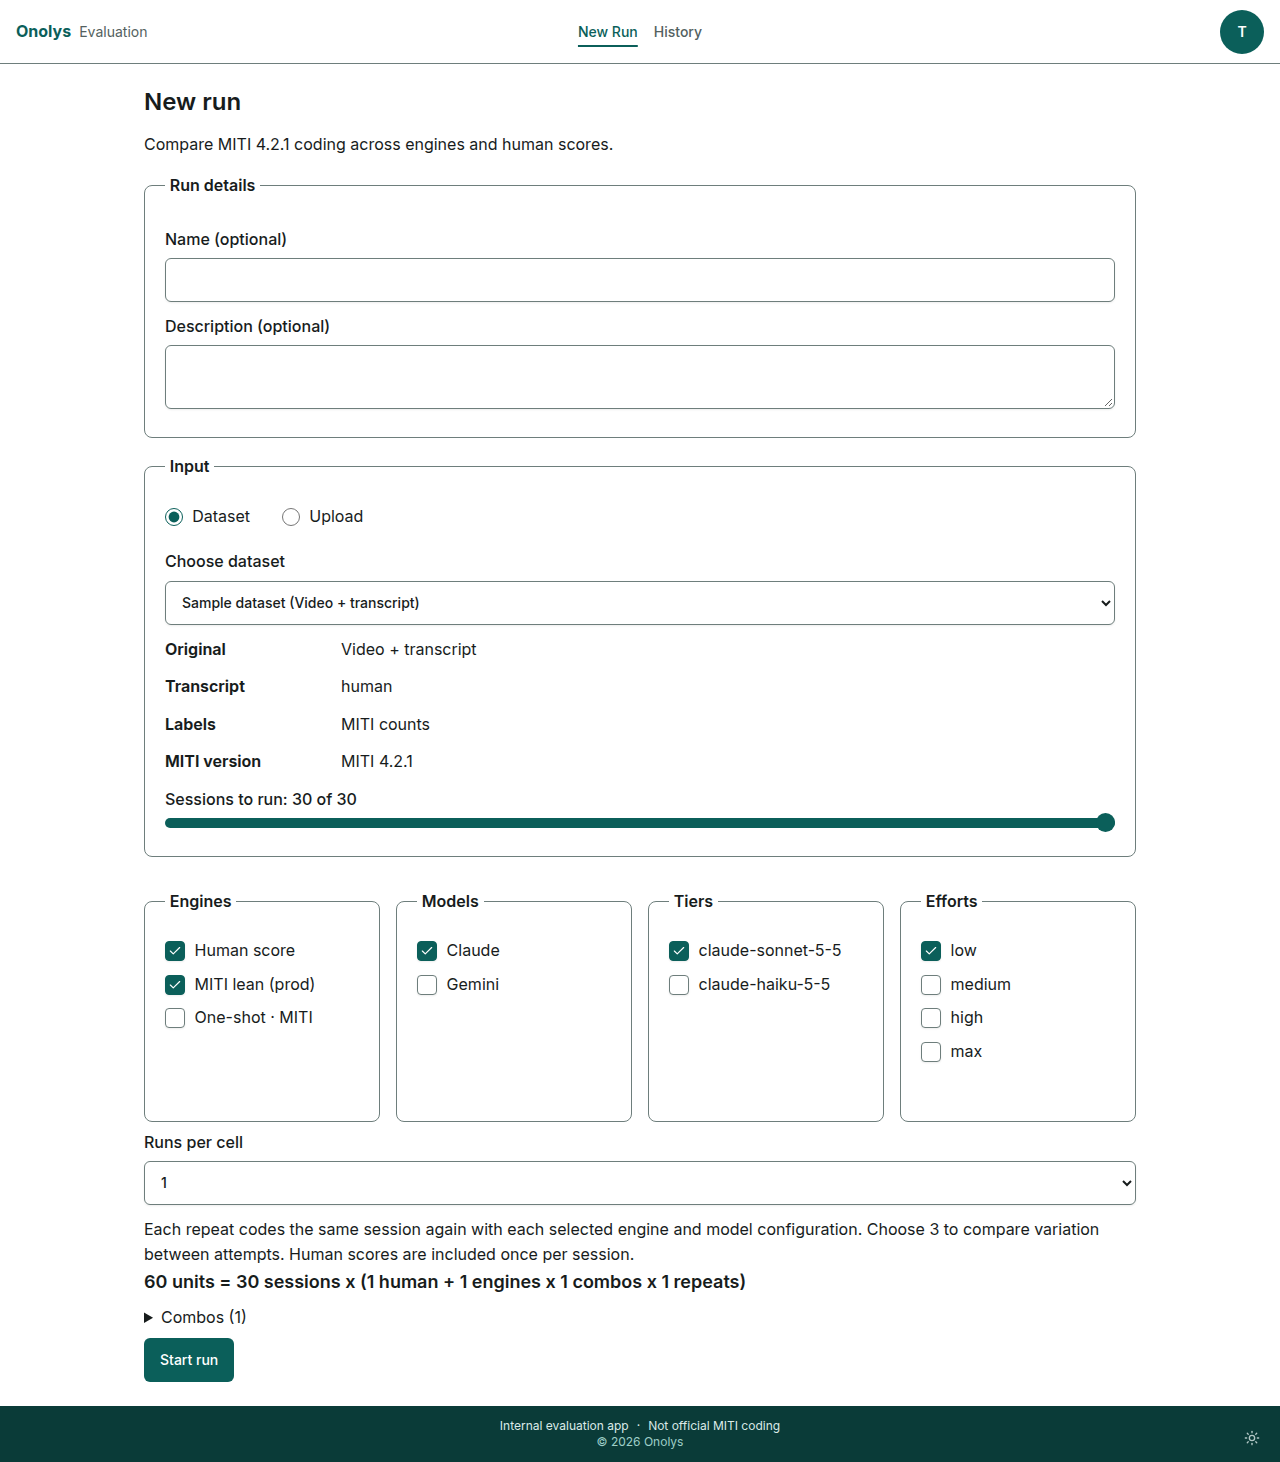 Onolys Evaluation
New Run History
T
New run
Compare MITI 4.2.1 coding across engines and human scores.
Run details
Name (optional)
Description (optional)
Input
Dataset Upload
Choose dataset
Sample dataset (Video + transcript)
Original Video + transcript
Transcript human
Labels MITI counts
MITI version MITI 4.2.1
Sessions to run: 30 of 30
Engines
Human score
MITI lean (prod)
One-shot · MITI
Models
Claude
Gemini
Tiers
claude-sonnet-5-5
claude-haiku-5-5
Efforts
low
medium
high
max
Runs per cell
1
Each repeat codes the same session again with each selected engine and model configuration. Choose 3 to compare variation
between attempts. Human scores are included once per session.
60 units = 30 sessions x (1 human + 1 engines x 1 combos x 1 repeats)
Combos (1)
Start run
Internal evaluation app · Not official MITI coding
© 2026 Onolys